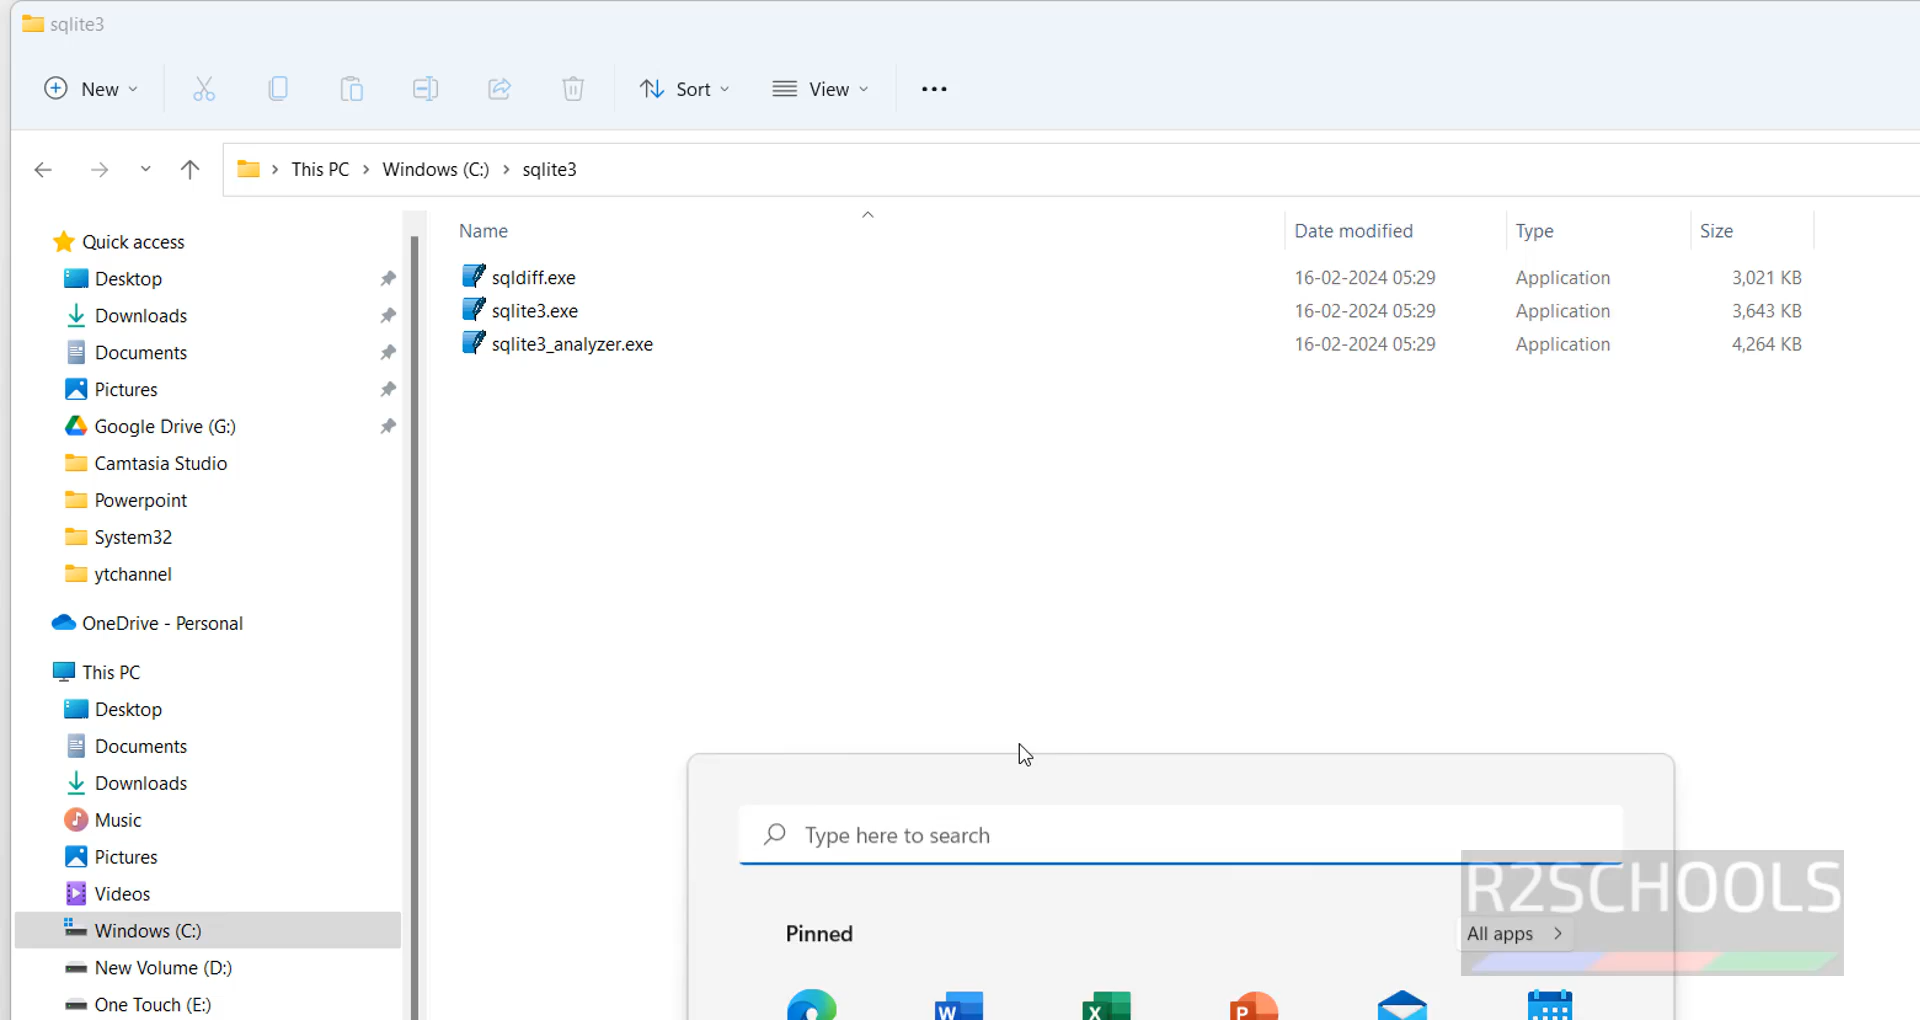 sqlite3
New
Sort
View
This PC > Windows (C:) > sqlite3
Name Date modified Type Size
sqldiff.exe 16-02-2024 05:29 Application 3,021 KB
sqlite3.exe 16-02-2024 05:29 Application 3,643 KB
sqlite3_analyzer.exe 16-02-2024 05:29 Application 4,264 KB
Quick access
Desktop
Downloads
Documents
Pictures
Google Drive (G:)
Camtasia Studio
Powerpoint
System32
ytchannel
OneDrive - Personal
This PC
Desktop
Documents
Downloads
Music
Pictures
Videos
Windows (C:)
New Volume (D:)
One Touch (E:)
Type here to search
R2SCHOOLS
Pinned
All apps >
W X P